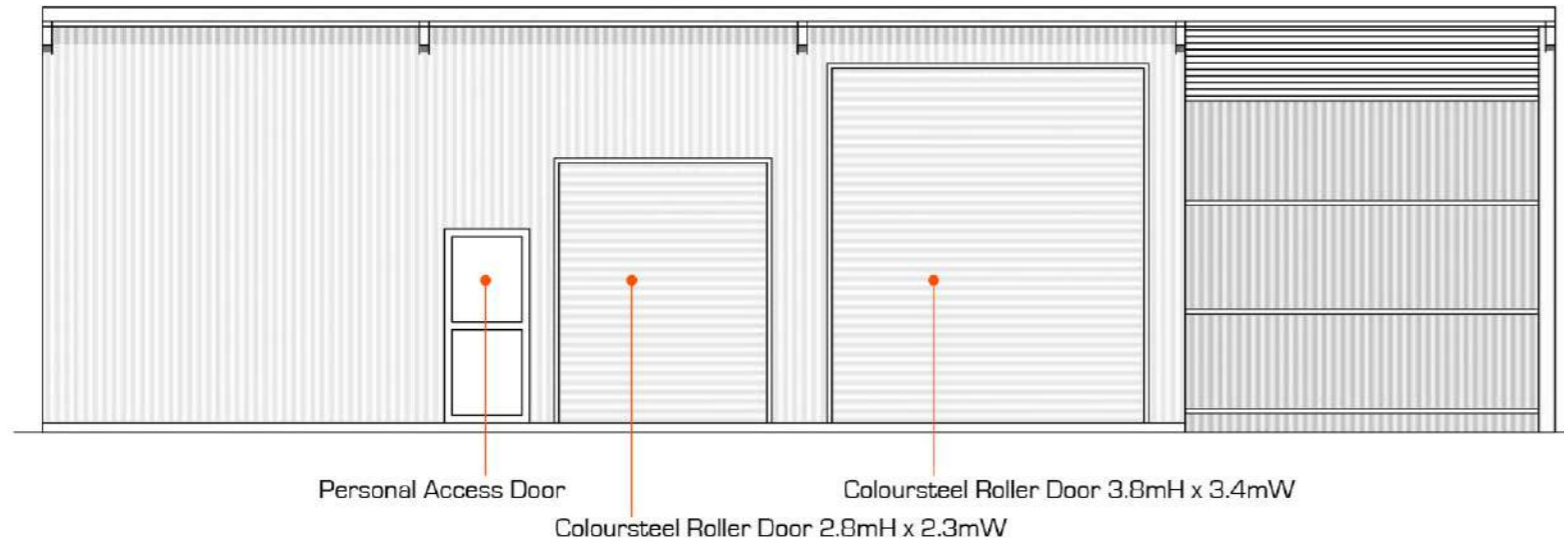 Personal Access Door
Coloursteel Roller Door 3.8mH x 3.4mW
Coloursteel Roller Door 2.8mH x 2.3mW